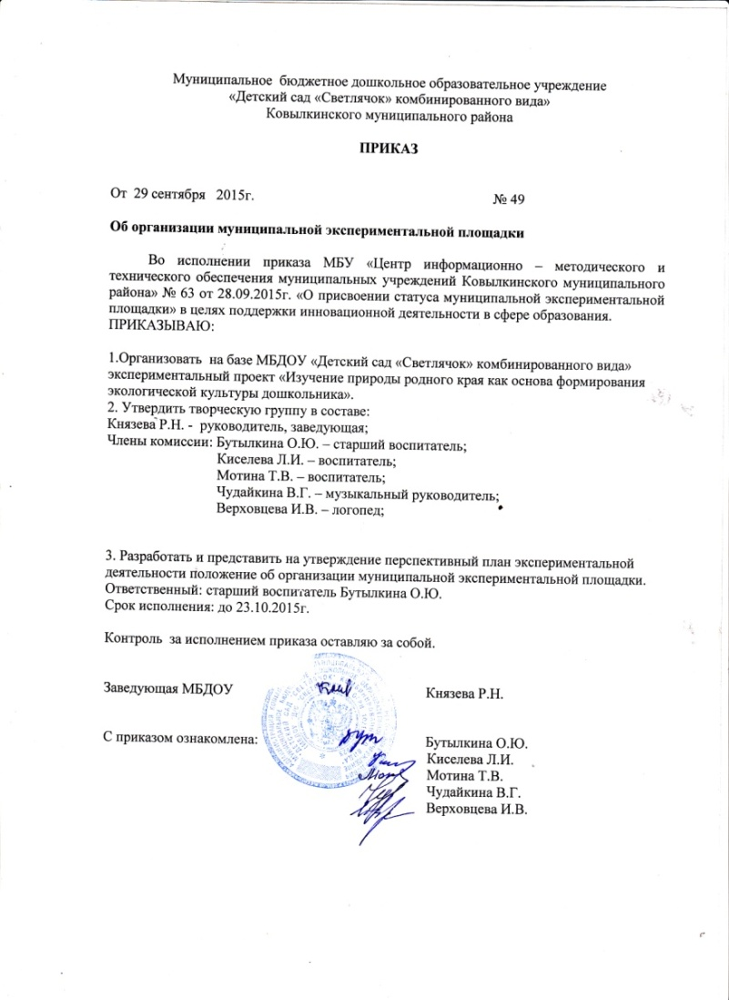 Муниципальное бюджетное дошкольное образовательное учреждение
«Детский сад «Светлячок» комбинированного вида»
Ковылкинского муниципального района
ПРИКАЗ
От 29 сентября 2015г. № 49
Об организации муниципальной экспериментальной площадки
Во исполнении приказа МБУ «Центр информационно – методического и
технического обеспечения муниципальных учреждений Ковылкинского муниципального
района» № 63 от 28.09.2015г. «О присвоении статуса муниципальной экспериментальной
площадки» в целях поддержки инновационной деятельности в сфере образования.
ПРИКАЗЫВАЮ:
1.Организовать на базе МБДОУ «Детский сад «Светлячок» комбинированного вида»
экспериментальный проект «Изучение природы родного края как основа формирования
экологической культуры дошкольника».
2. Утвердить творческую группу в составе:
Князева Р.Н. - руководитель, заведующая;
Члены комиссии: Бутылкина О.Ю. – старший воспитатель;
Киселева Л.И. – воспитатель;
Мотина Т.В. – воспитатель;
Чудайкина В.Г. – музыкальный руководитель;
Верховцева И.В. – логопед;
3. Разработать и представить на утверждение перспективный план экспериментальной
деятельности положение об организации муниципальной экспериментальной площадки.
Ответственный: старший воспитатель Бутылкина О.Ю.
Срок исполнения: до 23.10.2015г.
Контроль за исполнением приказа оставляю за собой.
Заведующая МБДОУ Князева Р.Н.
С приказом ознакомлена: Бутылкина О.Ю.
Киселева Л.И.
Мотина Т.В.
Чудайкина В.Г.
Верховцева И.В.